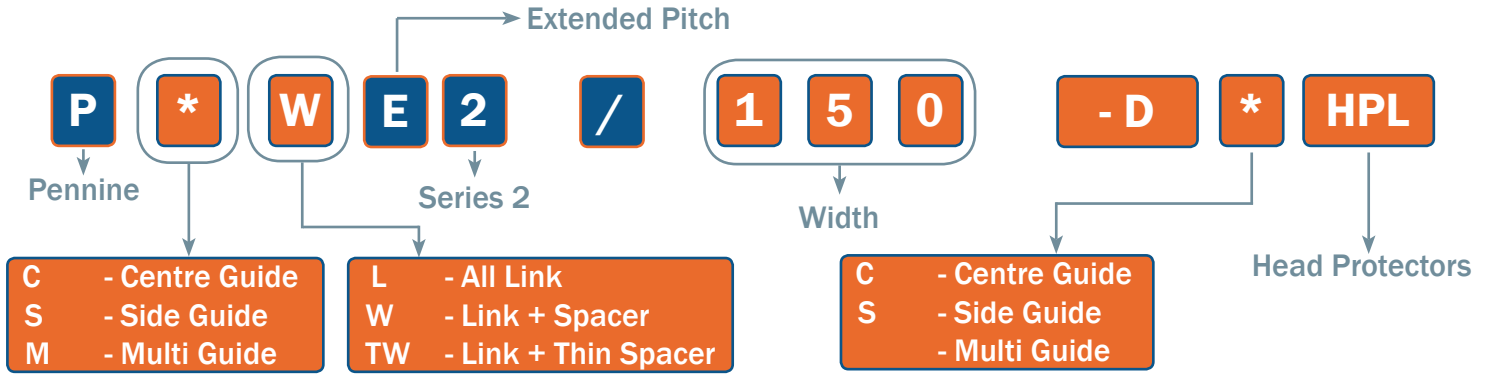 Extended Pitch
P * W E 2 / 1 5 0 - D * HPL
Pennine
Series 2
Width
Head Protectors
C - Centre Guide
S - Side Guide
M - Multi Guide
L - All Link
W - Link + Spacer
TW - Link + Thin Spacer
C - Centre Guide
S - Side Guide
- Multi Guide